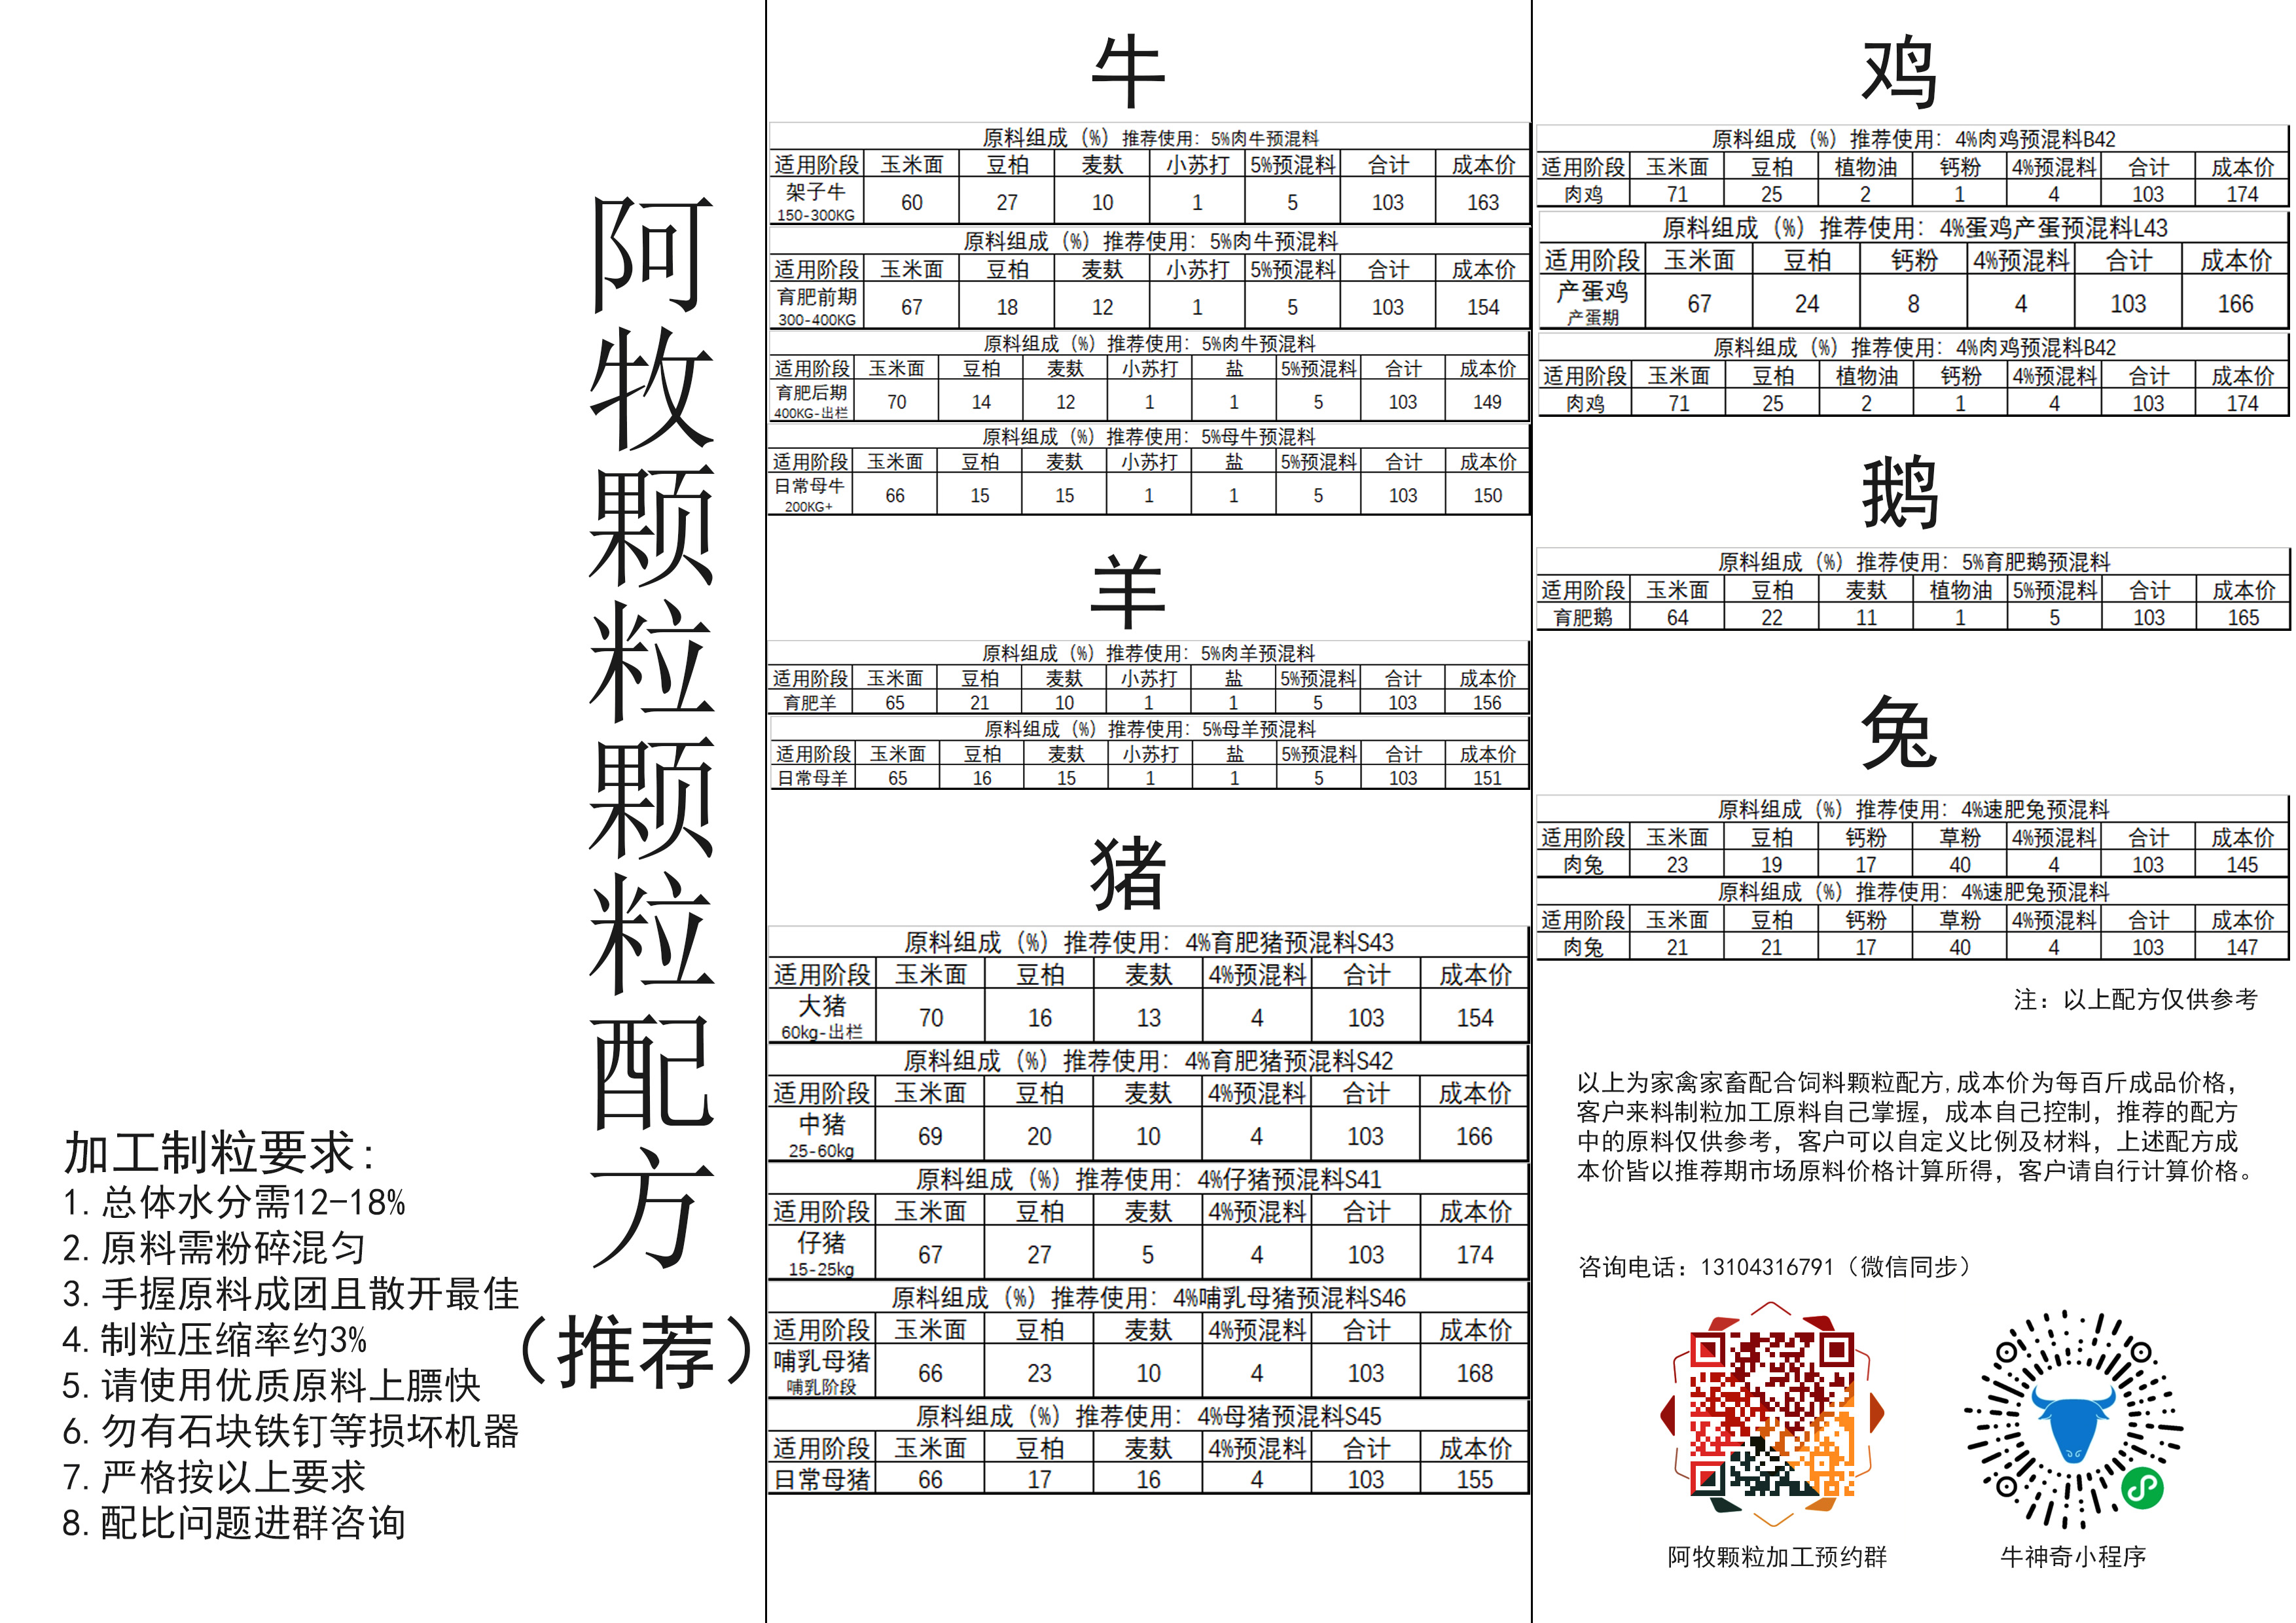 阿牧颗粒颗粒配方
（推荐）
加工制粒要求：
1. 总体水分需12-18%
2. 原料需粉碎混匀
3. 手握原料成团且散开最佳
4. 制粒压缩率约3%
5. 请使用优质原料上膘快
6. 勿有石块铁钉等损坏机器
7. 严格按以上要求
8. 配比问题进群咨询
牛
原料组成（%）推荐使用：5%肉牛预混料
适用阶段 玉米面 豆柏 麦麸 小苏打 5%预混料 合计 成本价
架子牛 150-300KG 60 27 10 1 5 103 163
原料组成（%）推荐使用：5%肉牛预混料
适用阶段 玉米面 豆柏 麦麸 小苏打 5%预混料 合计 成本价
育肥前期 300-400KG 67 18 12 1 5 103 154
原料组成（%）推荐使用：5%肉牛预混料
适用阶段 玉米面 豆柏 麦麸 小苏打 盐 5%预混料 合计 成本价
育肥后期 400KG-出栏 70 14 12 1 1 5 103 149
原料组成（%）推荐使用：5%母牛预混料
适用阶段 玉米面 豆柏 麦麸 小苏打 盐 5%预混料 合计 成本价
日常母牛 200KG+ 66 15 15 1 1 5 103 150
羊
原料组成（%）推荐使用：5%肉羊预混料
适用阶段 玉米面 豆柏 麦麸 小苏打 盐 5%预混料 合计 成本价
育肥羊 65 21 10 1 1 5 103 156
原料组成（%）推荐使用：5%母羊预混料
适用阶段 玉米面 豆柏 麦麸 小苏打 盐 5%预混料 合计 成本价
日常母羊 65 16 15 1 1 5 103 151
猪
原料组成（%）推荐使用：4%育肥猪预混料S43
适用阶段 玉米面 豆柏 麦麸 4%预混料 合计 成本价
大猪 60kg-出栏 70 16 13 4 103 154
原料组成（%）推荐使用：4%育肥猪预混料S42
适用阶段 玉米面 豆柏 麦麸 4%预混料 合计 成本价
中猪 25-60kg 69 20 10 4 103 166
原料组成（%）推荐使用：4%仔猪预混料S41
适用阶段 玉米面 豆柏 麦麸 4%预混料 合计 成本价
仔猪 15-25kg 67 27 5 4 103 174
原料组成（%）推荐使用：4%哺乳母猪预混料S46
适用阶段 玉米面 豆柏 麦麸 4%预混料 合计 成本价
哺乳母猪 哺乳阶段 66 23 10 4 103 168
原料组成（%）推荐使用：4%母猪预混料S45
适用阶段 玉米面 豆柏 麦麸 4%预混料 合计 成本价
日常母猪 66 17 16 4 103 155
鸡
原料组成（%）推荐使用：4%肉鸡预混料B42
适用阶段 玉米面 豆柏 植物油 钙粉 4%预混料 合计 成本价
肉鸡 71 25 2 1 4 103 174
原料组成（%）推荐使用：4%蛋鸡产蛋预混料L43
适用阶段 玉米面 豆柏 钙粉 4%预混料 合计 成本价
产蛋鸡 产蛋期 67 24 8 4 103 166
原料组成（%）推荐使用：4%肉鸡预混料B42
适用阶段 玉米面 豆柏 植物油 钙粉 4%预混料 合计 成本价
肉鸡 71 25 2 1 4 103 174
鹅
原料组成（%）推荐使用：5%育肥鹅预混料
适用阶段 玉米面 豆柏 麦麸 植物油 5%预混料 合计 成本价
育肥鹅 64 22 11 1 5 103 165
兔
原料组成（%）推荐使用：4%速肥兔预混料
适用阶段 玉米面 豆柏 钙粉 草粉 4%预混料 合计 成本价
肉兔 23 19 17 40 4 103 145
原料组成（%）推荐使用：4%速肥兔预混料
适用阶段 玉米面 豆柏 钙粉 草粉 4%预混料 合计 成本价
肉兔 21 21 17 40 4 103 147
注：以上配方仅供参考
以上为家禽家畜配合饲料颗粒配方,成本价为每百斤成品价格，
客户来料制粒加工原料自己掌握，成本自己控制，推荐的配方
中的原料仅供参考，客户可以自定义比例及材料，上述配方成
本价皆以推荐期市场原料价格计算所得，客户请自行计算价格。
咨询电话：13104316791（微信同步）
阿牧颗粒加工预约群
牛神奇小程序